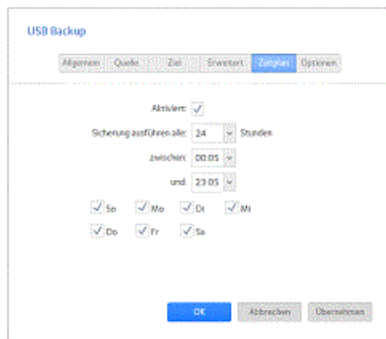 USB Backup
Allgemein Quelle Ziel Erweitert Zeitplan Optionen
Aktiviert:
Sicherung ausführen alle: 24 Stunden
zwischen: 00:05
und: 23:05
So Mo Di Mi
Do Fr Sa
OK Abbrechen Übernehmen